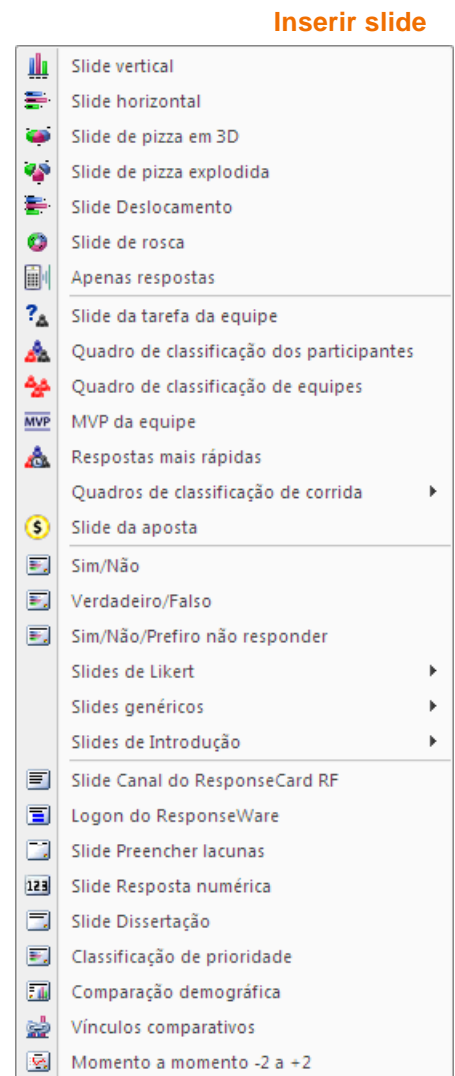 Inserir slide
Slide vertical
Slide horizontal
Slide de pizza em 3D
Slide de pizza explodida
Slide Deslocamento
Slide de rosca
Apenas respostas
Slide da tarefa da equipe
Quadro de classificação dos participantes
Quadro de classificação de equipes
MVP MVP da equipe
Respostas mais rápidas
Quadros de classificação de corrida
$ Slide da aposta
Sim/Não
Verdadeiro/Falso
Sim/Não/Prefiro não responder
Slides de Likert
Slides genéricos
Slides de Introdução
Slide Canal do ResponseCard RF
Logon do ResponseWare
Slide Preencher lacunas
123 Slide Resposta numérica
Slide Dissertação
Classificação de prioridade
Comparação demográfica
Vínculos comparativos
Momento a momento -2 a +2